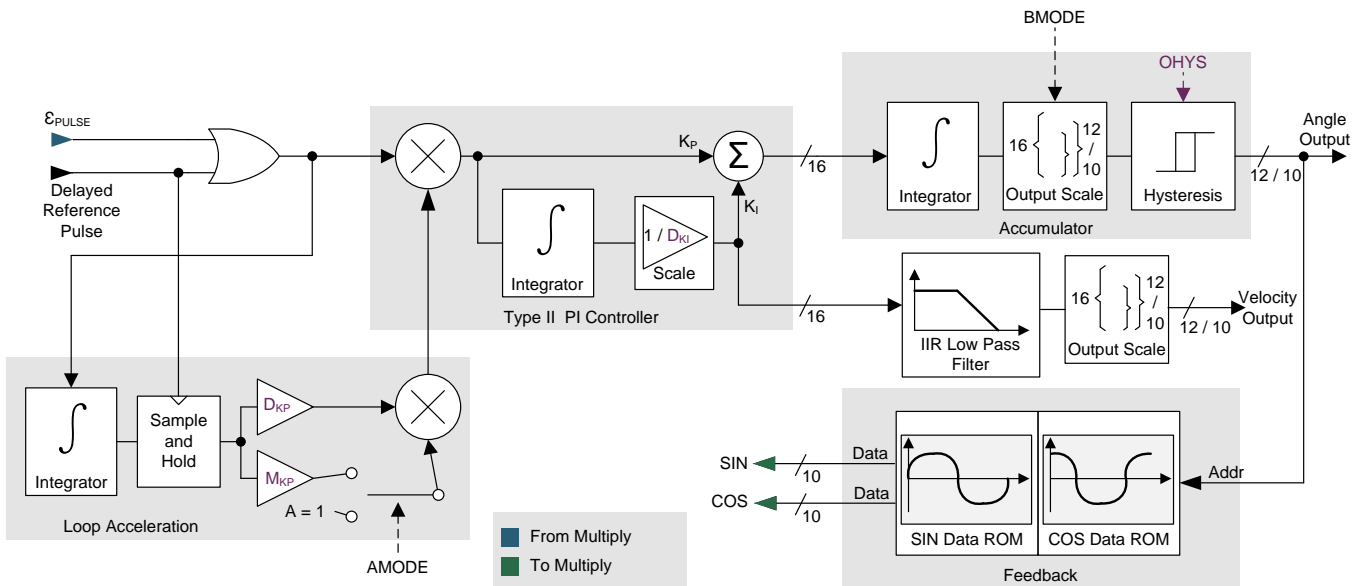 BMODE
OHYS
εPULSE
Delayed
Reference
Pulse
KP
Σ
KI
16
∫
Integrator
16
12
/
10
Output Scale
Hysteresis
12 / 10
Angle
Output
Accumulator
∫
Integrator
1 / DKI
Scale
Type II PI Controller
16
IIR Low Pass
Filter
16
12
/
10
Output Scale
12 / 10
Velocity
Output
∫
Integrator
Sample
and
Hold
DKP
MKP
A = 1
Loop Acceleration
AMODE
From Multiply
To Multiply
SIN
10
Data
COS
10
Data
SIN Data ROM
COS Data ROM
Addr
Feedback